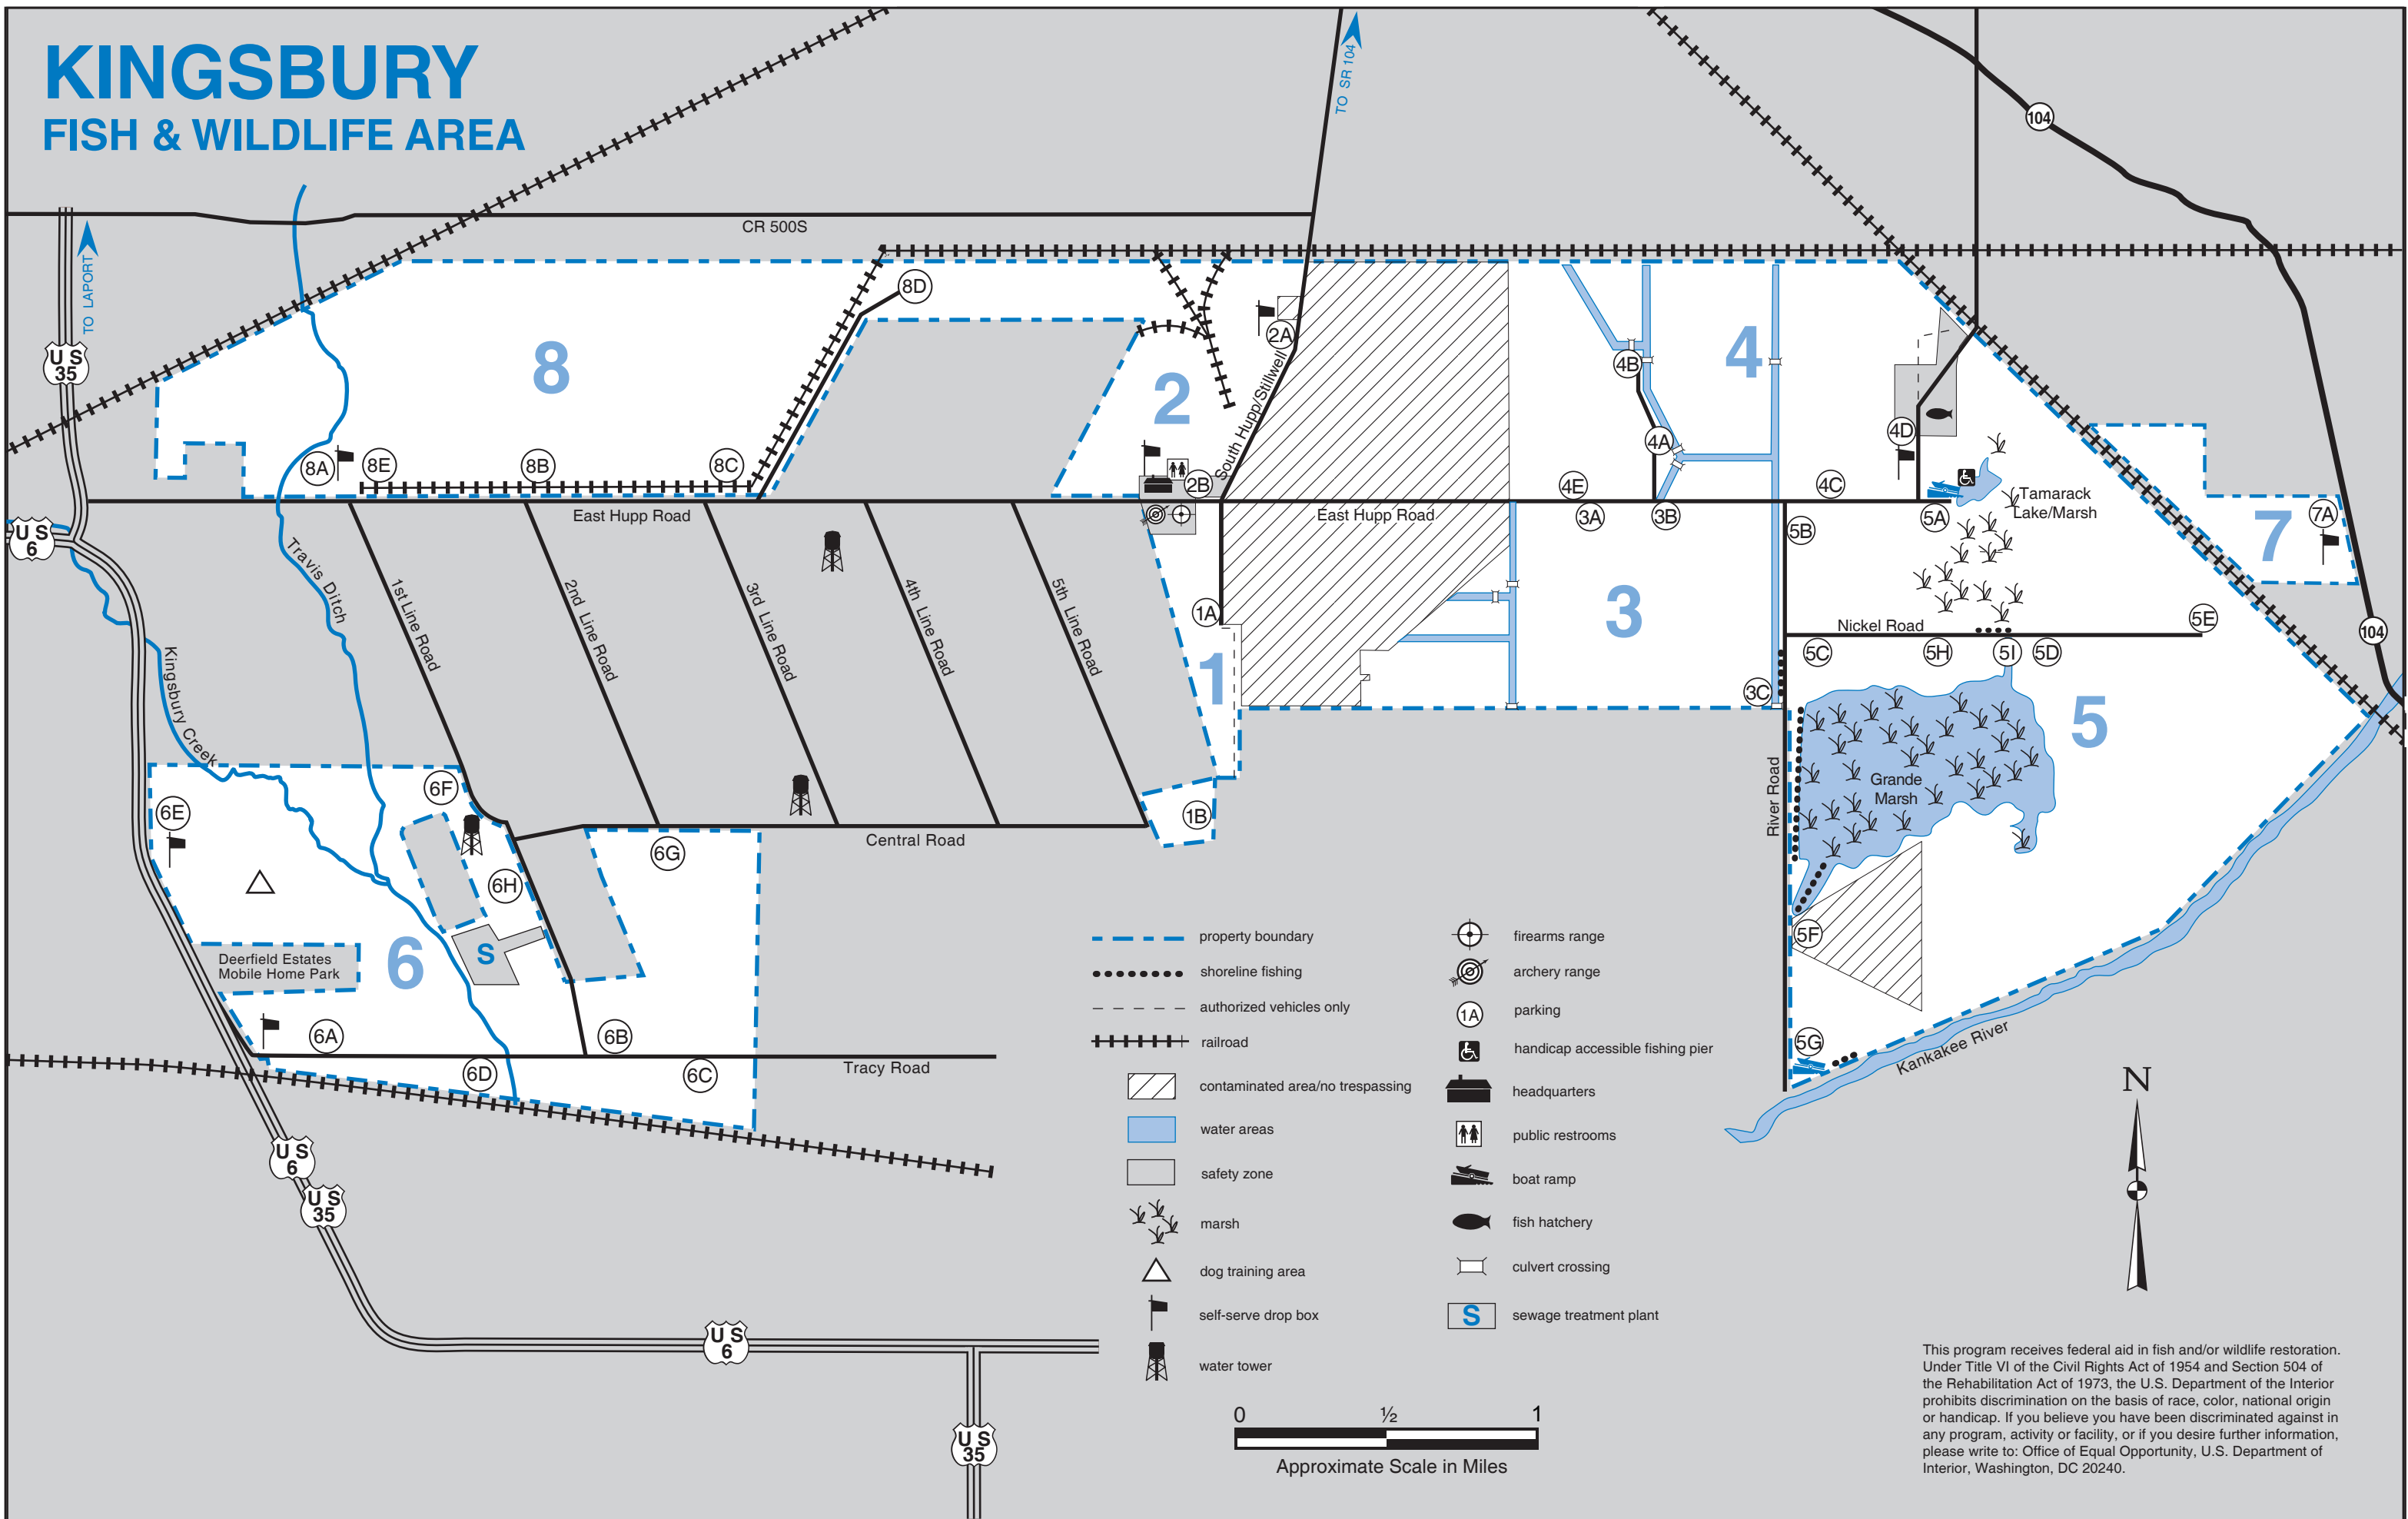 KINGSBURY
FISH & WILDLIFE AREA
TO SR 104
104
CR 500S
TO LAPORT
U S
35
8D
8
2A
4B
4
2
South Hupp/Stillwell
4A
4D
8A
8E
8B
8C
2B
4E
4C
Tamarack
Lake/Marsh
East Hupp Road
East Hupp Road
3A
3B
5A
5B
7
7A
U S
6
Travis Ditch
1st Line Road
2nd Line Road
3rd Line Road
4th Line Road
5th Line Road
1A
3
Nickel Road
5E
104
Kingsbury Creek
1
5C
5H
5I
5D
3C
5
6F
6E
Grande
Marsh
River Road
1B
Central Road
6G
6H
Deerfield Estates
Mobile Home Park
6
S
5F
6A
6B
5G
Kankakee River
Tracy Road
6D
6C
U S
6
U S
35
U S
6
U S
35
property boundary
shoreline fishing
authorized vehicles only
railroad
contaminated area/no trespassing
water areas
safety zone
marsh
dog training area
self-serve drop box
water tower
firearms range
archery range
1A
parking
handicap accessible fishing pier
headquarters
public restrooms
boat ramp
fish hatchery
culvert crossing
S
sewage treatment plant
N
0 ½ 1
Approximate Scale in Miles
This program receives federal aid in fish and/or wildlife restoration.
Under Title VI of the Civil Rights Act of 1954 and Section 504 of
the Rehabilitation Act of 1973, the U.S. Department of the Interior
prohibits discrimination on the basis of race, color, national origin
or handicap. If you believe you have been discriminated against in
any program, activity or facility, or if you desire further information,
please write to: Office of Equal Opportunity, U.S. Department of
Interior, Washington, DC 20240.